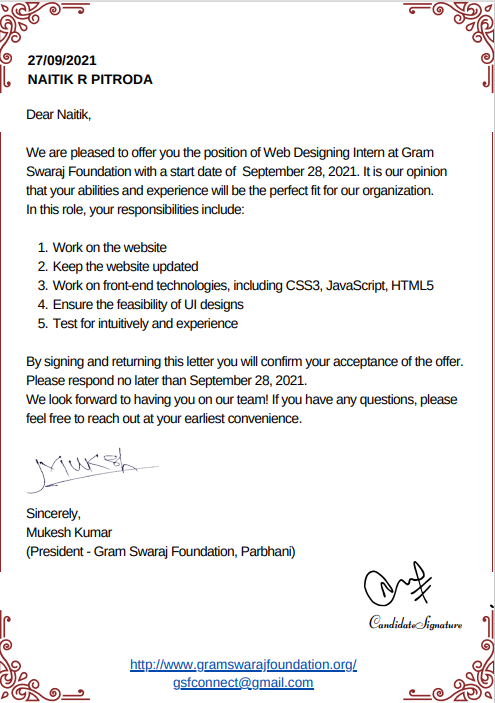 27/09/2021
NAITIK R PITRODA
Dear Naitik,
We are pleased to offer you the position of Web Designing Intern at Gram
Swaraj Foundation with a start date of September 28, 2021. It is our opinion
that your abilities and experience will be the perfect fit for our organization.
In this role, your responsibilities include:
1. Work on the website
2. Keep the website updated
3. Work on front-end technologies, including CSS3, JavaScript, HTML5
4. Ensure the feasibility of UI designs
5. Test for intuitively and experience
By signing and returning this letter you will confirm your acceptance of the offer.
Please respond no later than September 28, 2021.
We look forward to having you on our team! If you have any questions, please
feel free to reach out at your earliest convenience.
Mukesh
Sincerely,
Mukesh Kumar
(President - Gram Swaraj Foundation, Parbhani)
CandidateSignature
http://www.gramswarajfoundation.org/
gsfconnect@gmail.com